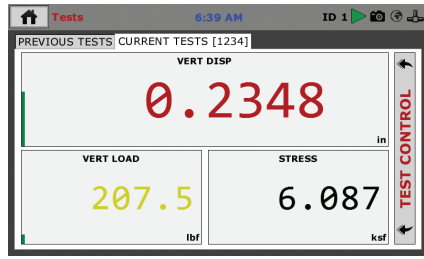 Tests 6:39 AM ID 1
PREVIOUS TESTS CURRENT TESTS [1234]
VERT DISP
0.2348
in
TEST CONTROL
VERT LOAD
207.5
lbf
STRESS
6.087
ksf